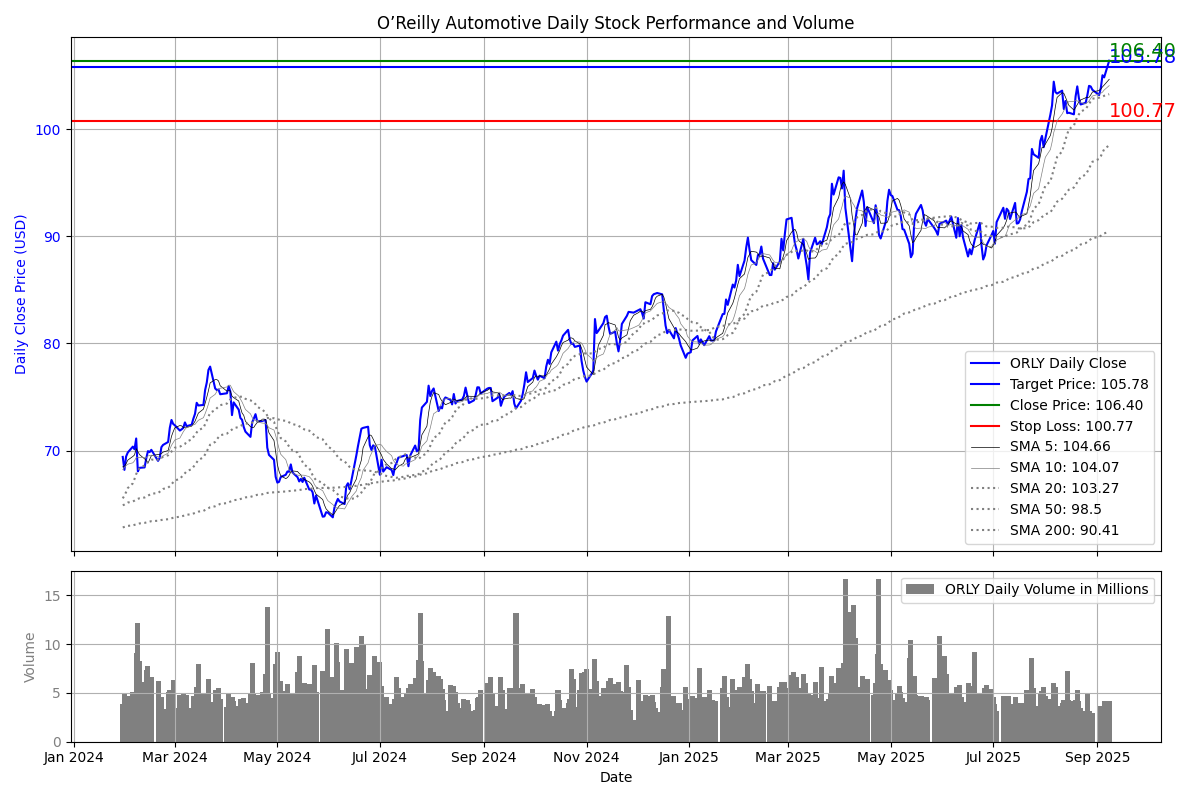 O’Reilly Automotive Daily Stock Performance and Volume
106.40
105.78
100.77
Daily Close Price (USD)
100
90
80
70
ORLY Daily Close
Target Price: 105.78
Close Price: 106.40
Stop Loss: 100.77
SMA 5: 104.66
SMA 10: 104.07
SMA 20: 103.27
SMA 50: 98.5
SMA 200: 90.41
Volume
15
10
5
0
ORLY Daily Volume in Millions
Jan 2024 Mar 2024 May 2024 Jul 2024 Sep 2024 Nov 2024 Jan 2025 Mar 2025 May 2025 Jul 2025 Sep 2025
Date